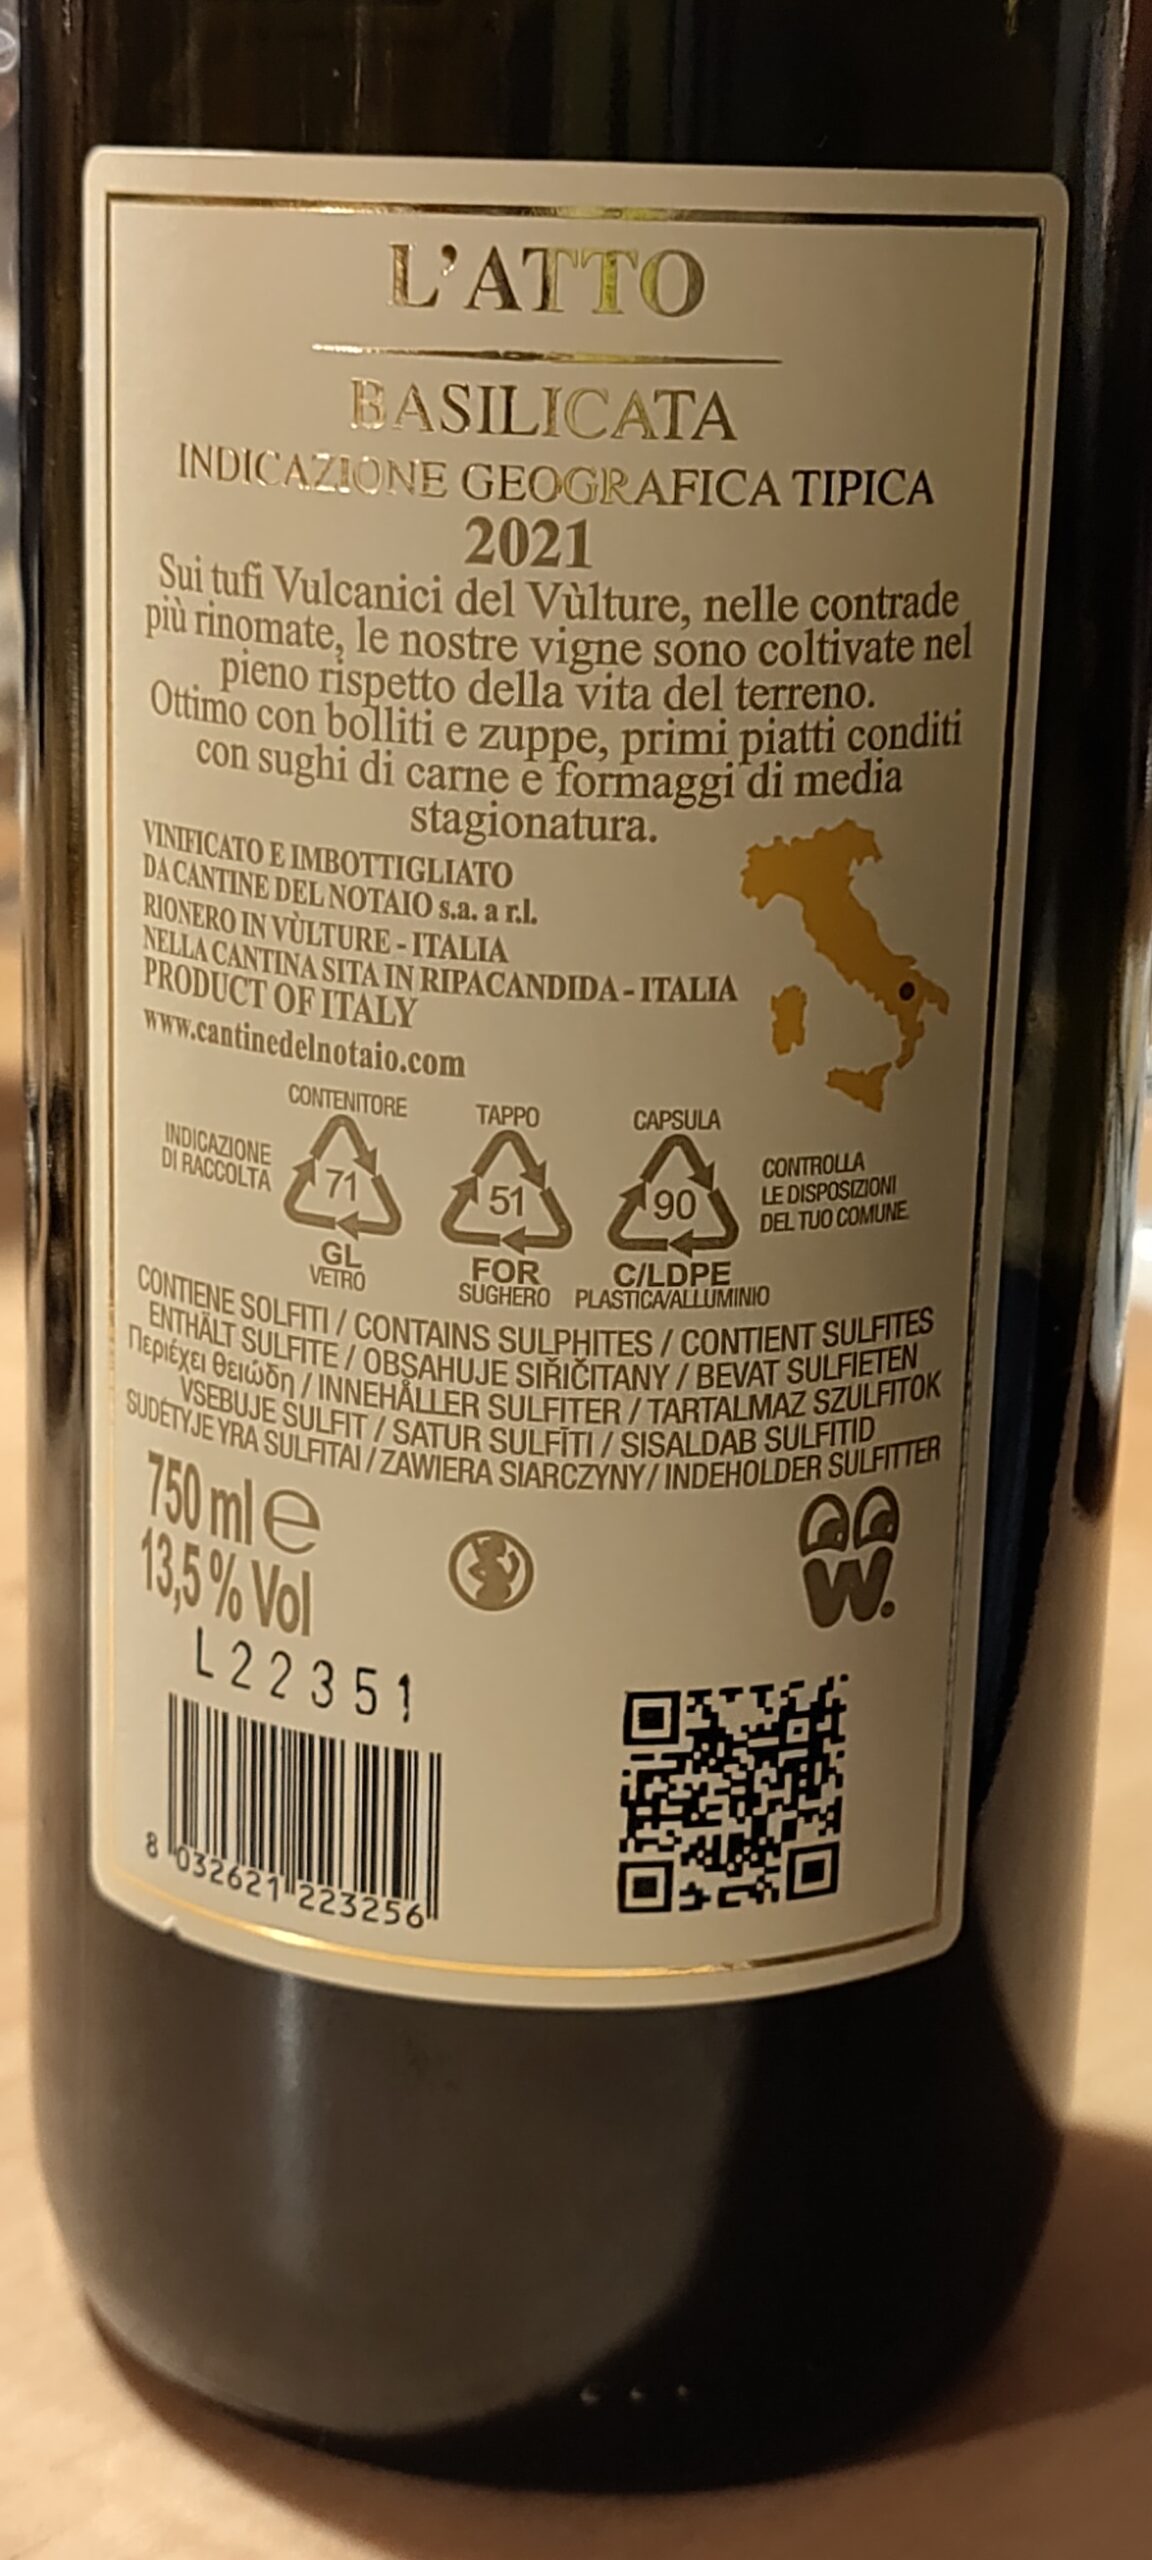 L'ATTO
BASILICATA
INDICAZIONE GEOGRAFICA TIPICA
2021
Sui tufi Vulcanici del Vùlture, nelle contrade
più rinomate, le nostre vigne sono coltivate nel
pieno rispetto della vita del terreno.
Ottimo con bolliti e zuppe, primi piatti conditi
con sughi di carne e formaggi di media
stagionatura.
VINIFICATO E IMBOTTIGLIATO
DA CANTINE DEL NOTAIO s.a. a r.l.
RIONERO IN VÙLTURE - ITALIA
NELLA CANTINA SITA IN RIPACANDIDA - ITALIA
PRODUCT OF ITALY
www.cantinedelnotaio.com
INDICAZIONE
DI RACCOLTA
CONTENITORE
71
GL
VETRO
TAPPO
51
FOR
SUGHERO
CAPSULA
90
C/LDPE
PLASTICA/ALLUMINIO
CONTROLLA
LE DISPOSIZIONI
DEL TUO COMUNE
CONTIENE SOLFITI / CONTAINS SULPHITES / CONTIENT SULFITES
ENTHÄLT SULFITE / OBSAHUJE SIŘIČITANY / BEVAT SULFIETEN
Περιέχει θειώδη / INNEHÅLLER SULFITER / TARTALMAZ SZULFITOK
VSEBUJE SULFIT / SATUR SULFĪTI / SISALDAB SULFITID
SUDĖTYJE YRA SULFITAI / ZAWIERA SIARCZYNY / INDEHOLDER SULFITTER
750 ml e
13,5 % Vol
W.
L22351
8 032621 223256